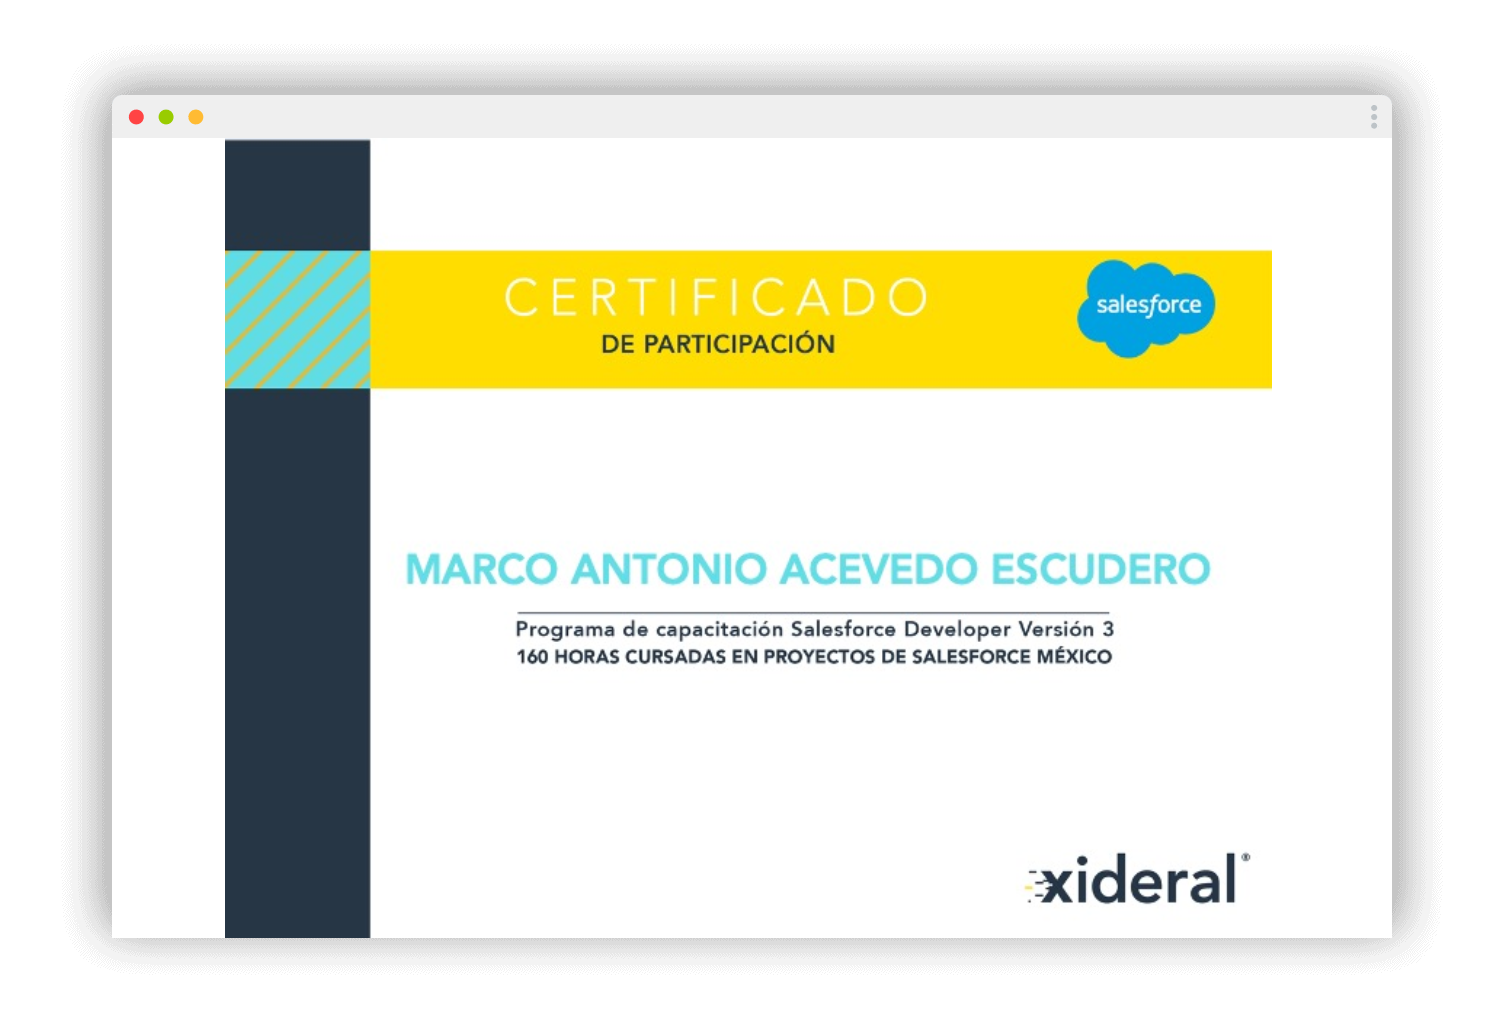 CERTIFICADO
DE PARTICIPACIÓN
salesforce
MARCO ANTONIO ACEVEDO ESCUDERO
Programa de capacitación Salesforce Developer Versión 3
160 HORAS CURSADAS EN PROYECTOS DE SALESFORCE MÉXICO
xideral®